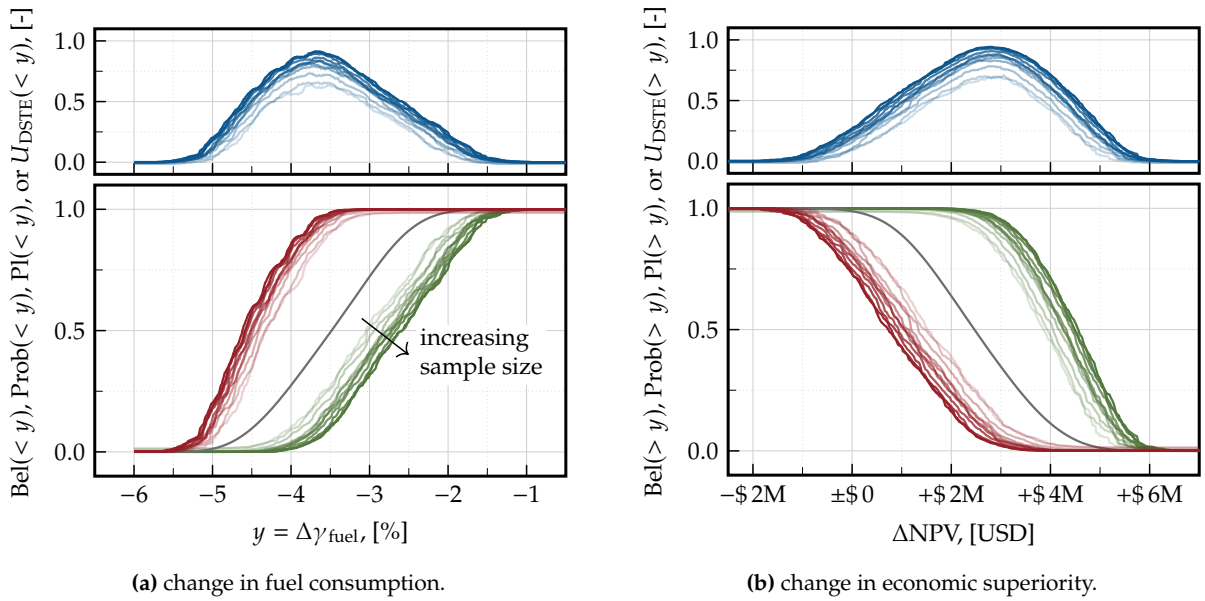 Bel(< y), Prob(< y), Pl(< y), or U_DSTE(< y), [-]
1.0
0.5
0.0
1.0
0.5
0.0
increasing
sample size
−6 −5 −4 −3 −2 −1
y = Δγ_fuel, [%]
(a) change in fuel consumption.
Bel(> y), Prob(> y), Pl(> y), or U_DSTE(> y), [-]
1.0
0.5
0.0
1.0
0.5
0.0
−$ 2M ±$ 0 +$ 2M +$ 4M +$ 6M
ΔNPV, [USD]
(b) change in economic superiority.